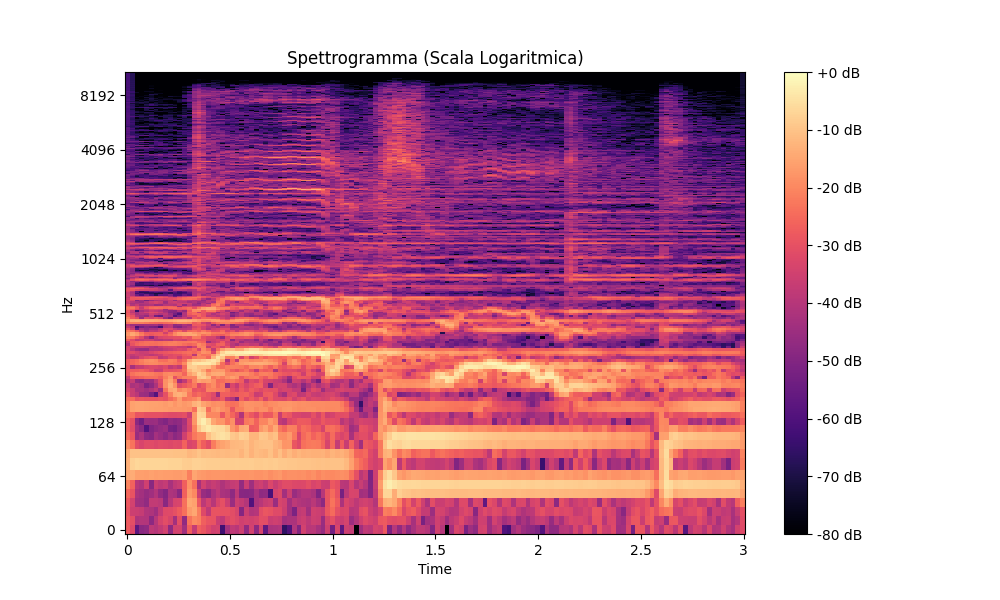 Spettrogramma (Scala Logaritmica)
Hz
8192
4096
2048
1024
512
256
128
64
0
0 0.5 1 1.5 2 2.5 3
Time
+0 dB
-10 dB
-20 dB
-30 dB
-40 dB
-50 dB
-60 dB
-70 dB
-80 dB